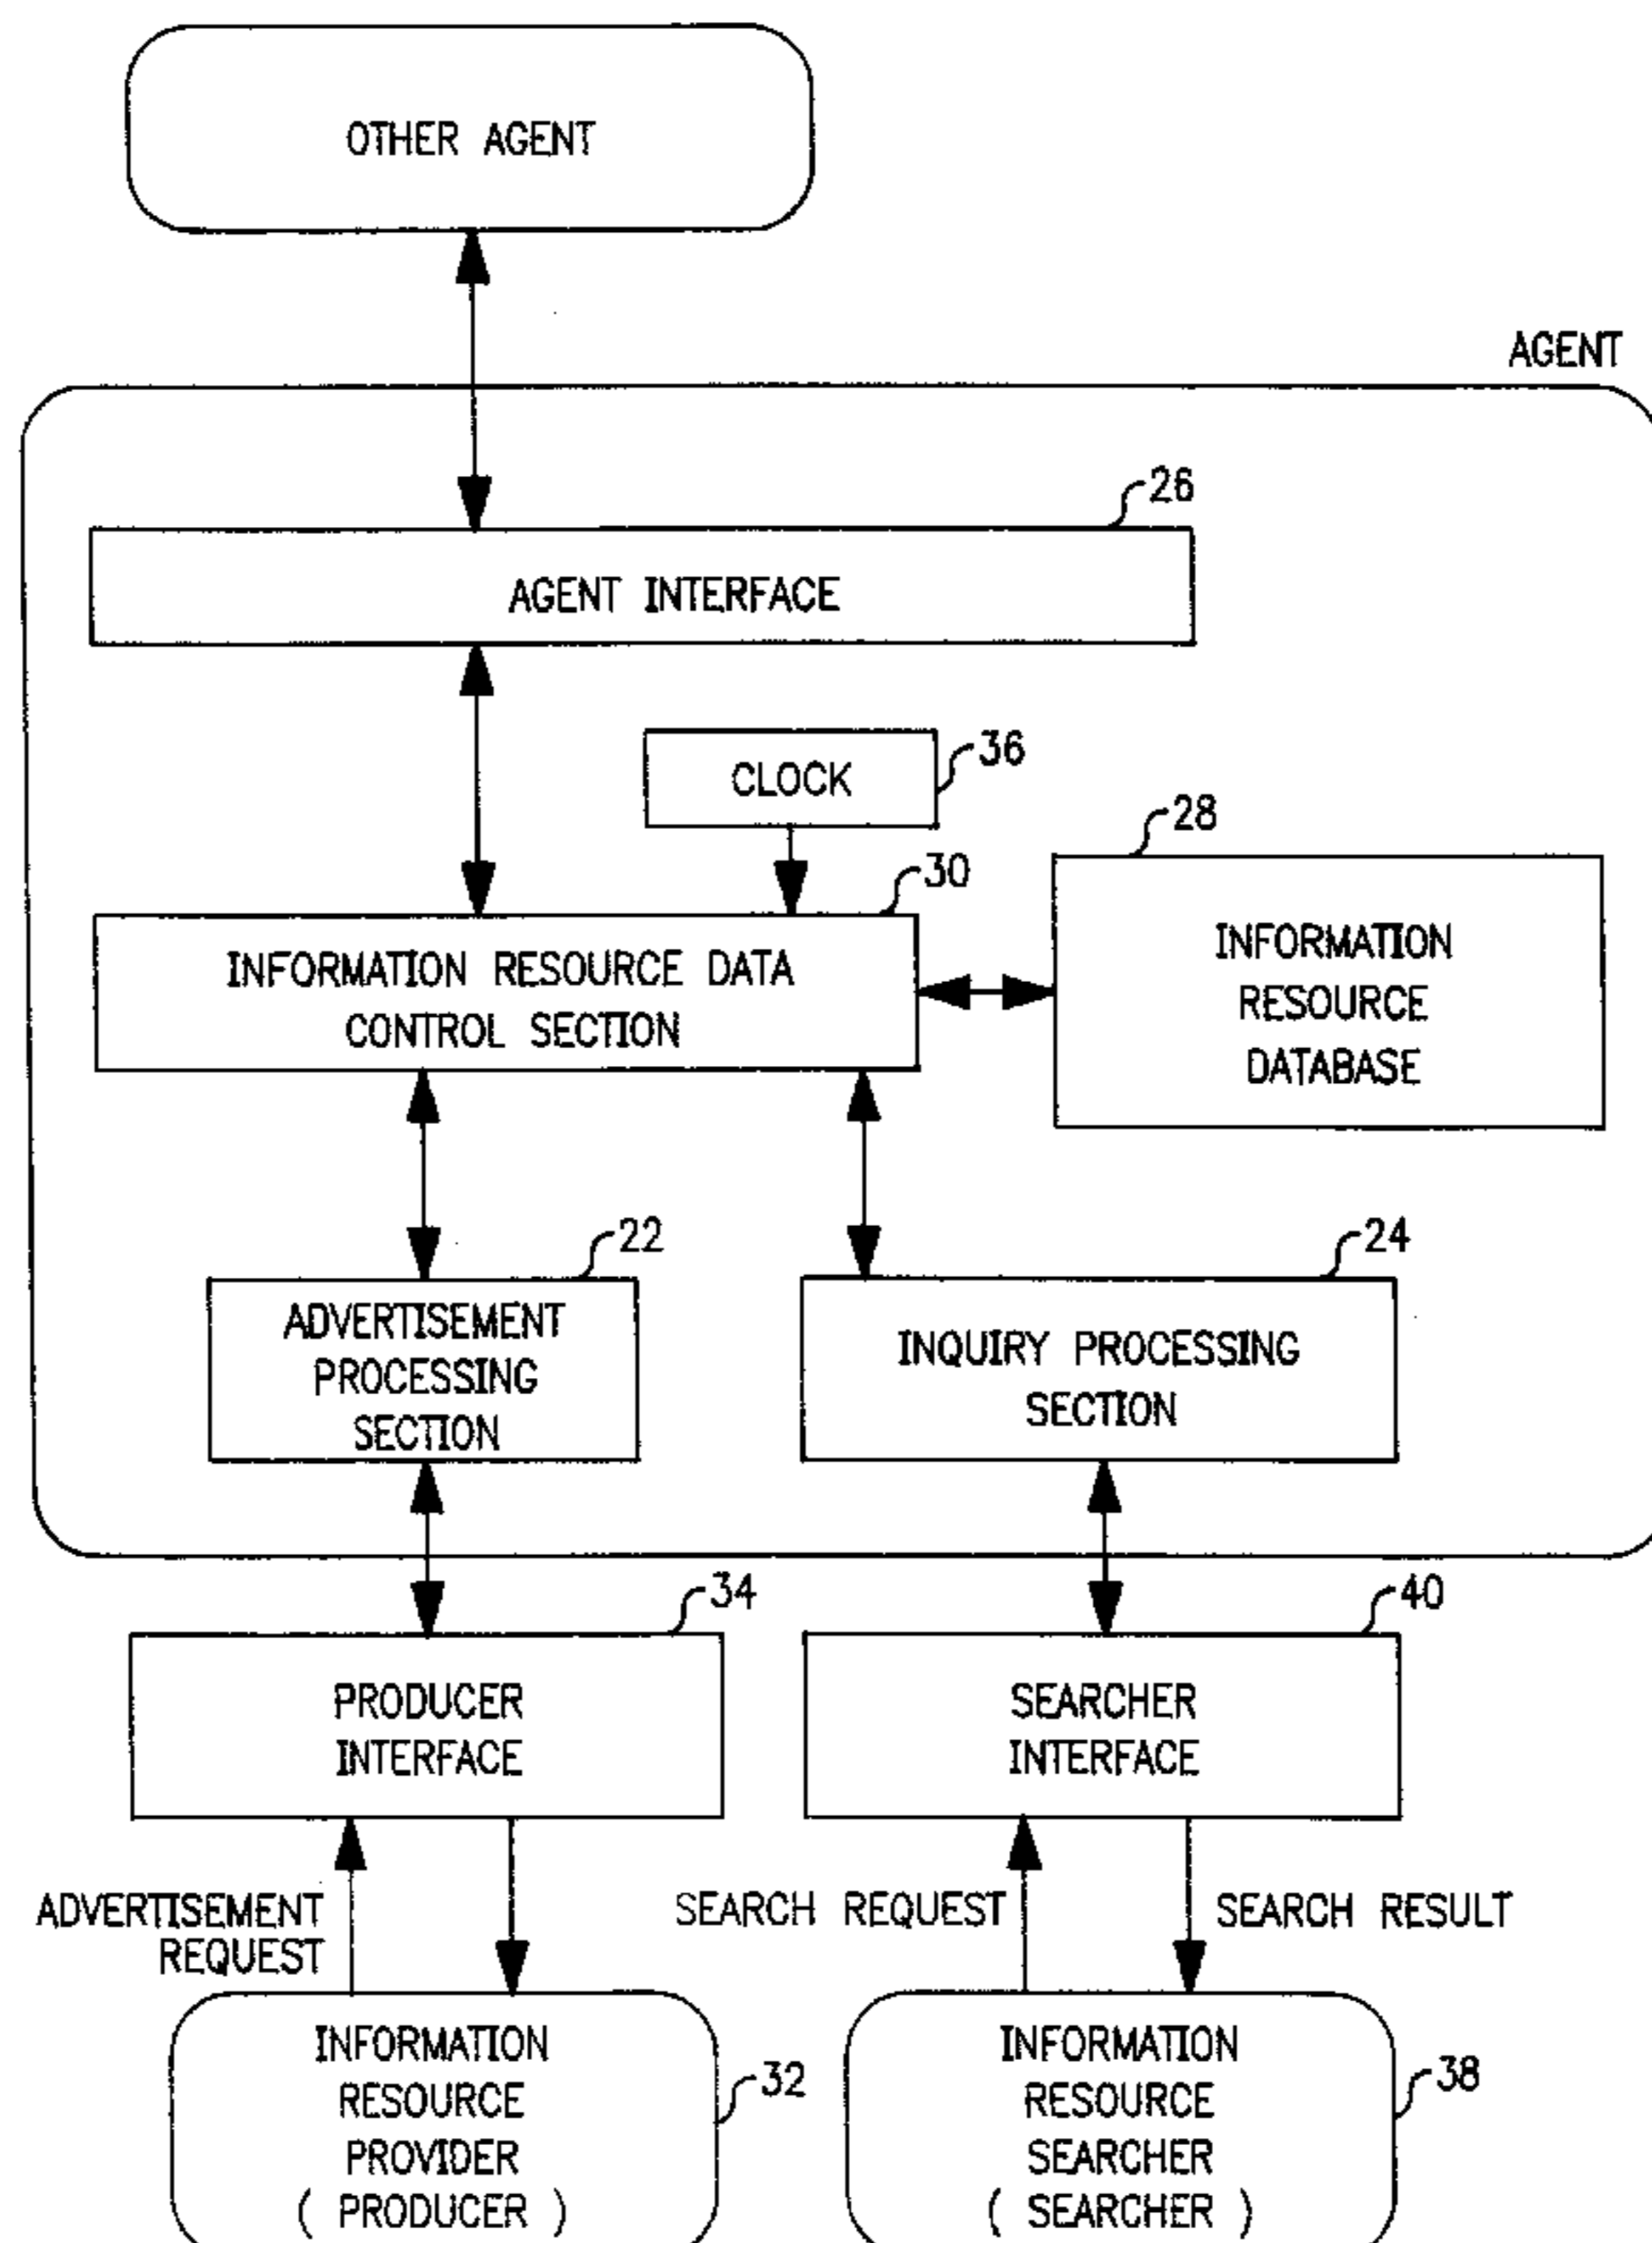 OTHER AGENT
AGENT
26
AGENT INTERFACE
CLOCK
36
28
30
INFORMATION RESOURCE DATA
CONTROL SECTION
INFORMATION
RESOURCE
DATABASE
22
24
ADVERTISEMENT
PROCESSING
SECTION
INQUIRY PROCESSING
SECTION
34
40
PRODUCER
INTERFACE
SEARCHER
INTERFACE
ADVERTISEMENT
REQUEST
SEARCH REQUEST
SEARCH RESULT
INFORMATION
RESOURCE
PROVIDER
( PRODUCER )
32
INFORMATION
RESOURCE
SEARCHER
( SEARCHER )
38